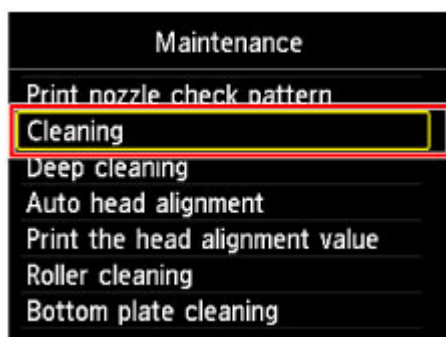 Maintenance
Print nozzle check pattern
Cleaning
Deep cleaning
Auto head alignment
Print the head alignment value
Roller cleaning
Bottom plate cleaning